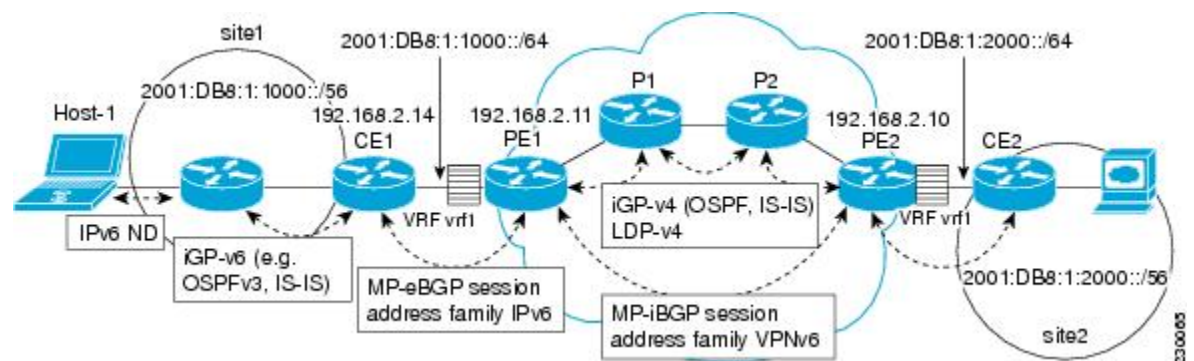 site1
2001:DB8:1:1000::/64
2001:DB8:1:2000::/64
2001:DB8:1:1000::/56
P1
P2
Host-1
192.168.2.14
192.168.2.11
192.168.2.10
CE1
PE1
PE2
CE2
VRF vrf1
VRF vrf1
IPv6 ND
iGP-v4 (OSPF, IS-IS)
LDP-v4
iGP-v6 (e.g.
OSPFv3, IS-IS)
MP-eBGP session
address family IPv6
MP-iBGP session
address family VPNv6
2001:DB8:1:2000::/56
site2
230065